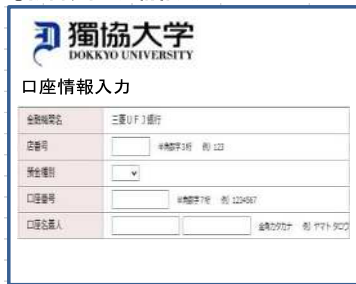 獨協大学
DOKKYO UNIVERSITY
口座情報入力
金融機関名 三菱UFJ銀行
店番号 半角数字3桁 例) 123
預金種別
口座番号 半角数字7桁 例) 1234567
口座名義人 全角カタカナ 例) ヤマト タロウ